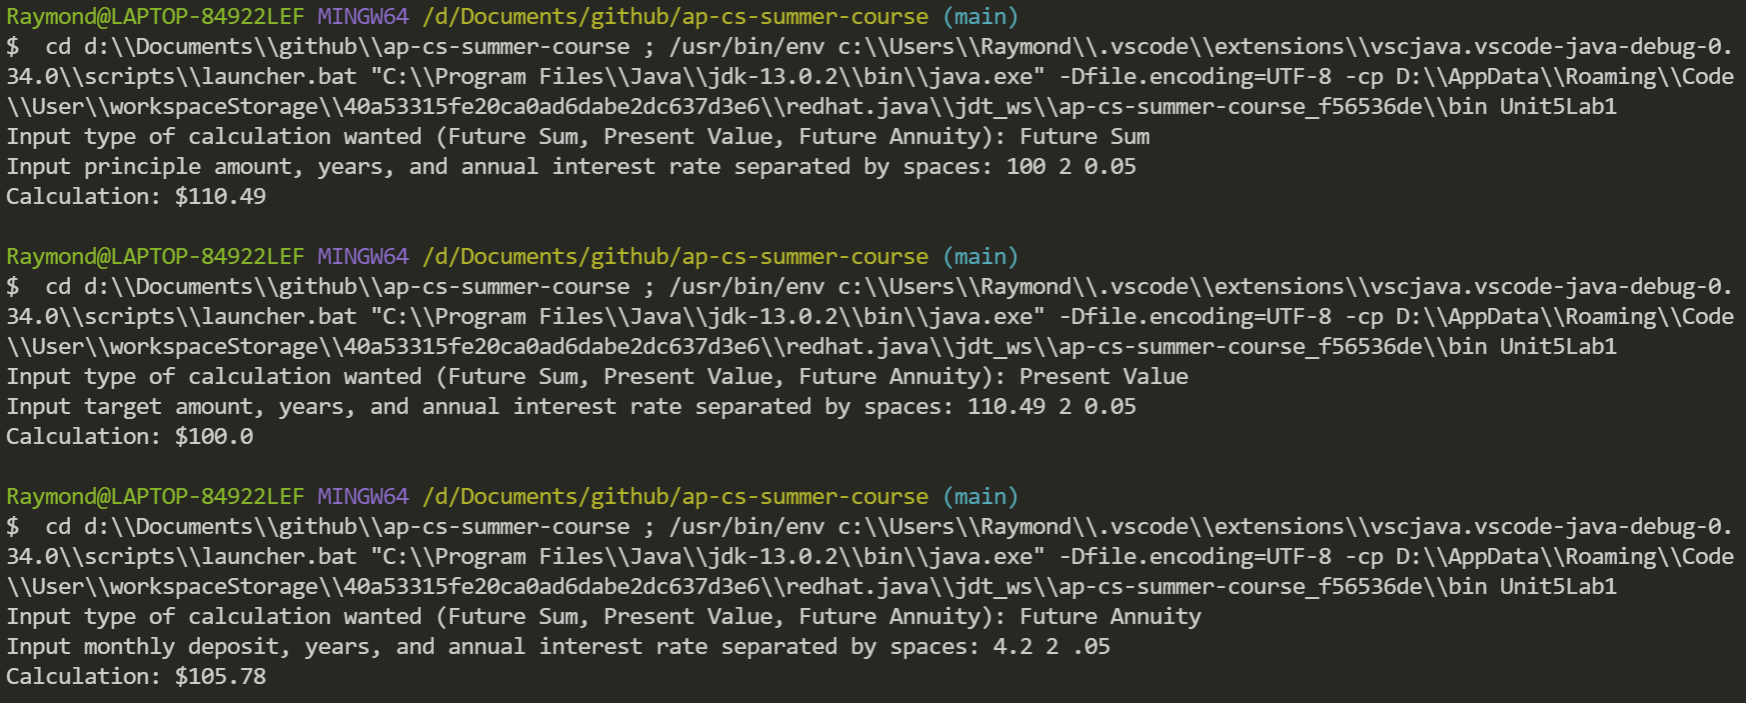 Raymond@LAPTOP-84922LEF MINGW64 /d/Documents/github/ap-cs-summer-course (main)
$  cd d:\\Documents\\github\\ap-cs-summer-course ; /usr/bin/env c:\\Users\\Raymond\\.vscode\\extensions\\vscjava.vscode-java-debug-0.
34.0\\scripts\\launcher.bat "C:\\Program Files\\Java\\jdk-13.0.2\\bin\\java.exe" -Dfile.encoding=UTF-8 -cp D:\\AppData\\Roaming\\Code
\\User\\workspaceStorage\\40a53315fe20ca0ad6dabe2dc637d3e6\\redhat.java\\jdt_ws\\ap-cs-summer-course_f56536de\\bin Unit5Lab1
Input type of calculation wanted (Future Sum, Present Value, Future Annuity): Future Sum
Input principle amount, years, and annual interest rate separated by spaces: 100 2 0.05
Calculation: $110.49

Raymond@LAPTOP-84922LEF MINGW64 /d/Documents/github/ap-cs-summer-course (main)
$  cd d:\\Documents\\github\\ap-cs-summer-course ; /usr/bin/env c:\\Users\\Raymond\\.vscode\\extensions\\vscjava.vscode-java-debug-0.
34.0\\scripts\\launcher.bat "C:\\Program Files\\Java\\jdk-13.0.2\\bin\\java.exe" -Dfile.encoding=UTF-8 -cp D:\\AppData\\Roaming\\Code
\\User\\workspaceStorage\\40a53315fe20ca0ad6dabe2dc637d3e6\\redhat.java\\jdt_ws\\ap-cs-summer-course_f56536de\\bin Unit5Lab1
Input type of calculation wanted (Future Sum, Present Value, Future Annuity): Present Value
Input target amount, years, and annual interest rate separated by spaces: 110.49 2 0.05
Calculation: $100.0

Raymond@LAPTOP-84922LEF MINGW64 /d/Documents/github/ap-cs-summer-course (main)
$  cd d:\\Documents\\github\\ap-cs-summer-course ; /usr/bin/env c:\\Users\\Raymond\\.vscode\\extensions\\vscjava.vscode-java-debug-0.
34.0\\scripts\\launcher.bat "C:\\Program Files\\Java\\jdk-13.0.2\\bin\\java.exe" -Dfile.encoding=UTF-8 -cp D:\\AppData\\Roaming\\Code
\\User\\workspaceStorage\\40a53315fe20ca0ad6dabe2dc637d3e6\\redhat.java\\jdt_ws\\ap-cs-summer-course_f56536de\\bin Unit5Lab1
Input type of calculation wanted (Future Sum, Present Value, Future Annuity): Future Annuity
Input monthly deposit, years, and annual interest rate separated by spaces: 4.2 2 .05
Calculation: $105.78